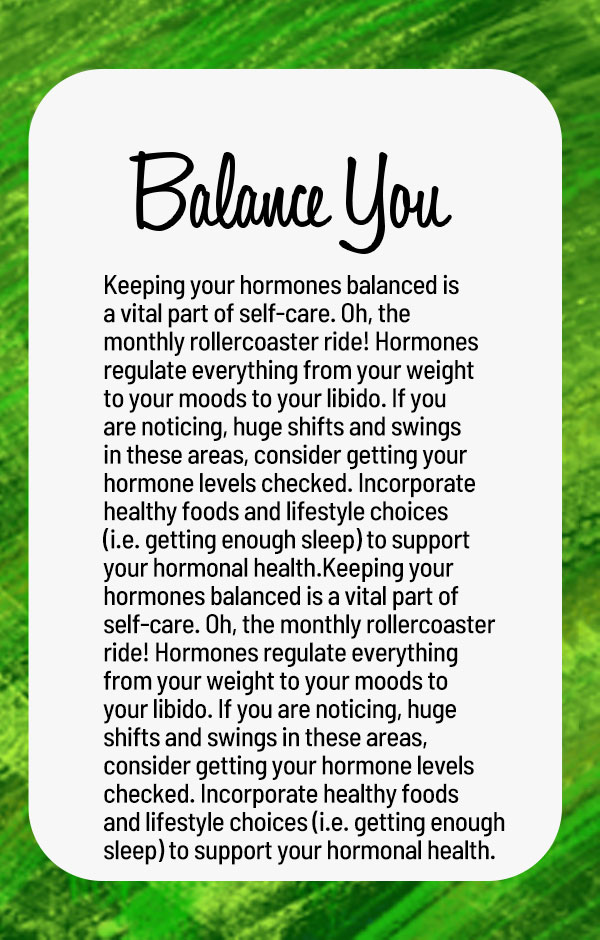 Balance You
Keeping your hormones balanced is
a vital part of self-care. Oh, the
monthly rollercoaster ride! Hormones
regulate everything from your weight
to your moods to your libido. If you
are noticing, huge shifts and swings
in these areas, consider getting your
hormone levels checked. Incorporate
healthy foods and lifestyle choices
(i.e. getting enough sleep) to support
your hormonal health.Keeping your
hormones balanced is a vital part of
self-care. Oh, the monthly rollercoaster
ride! Hormones regulate everything
from your weight to your moods to
your libido. If you are noticing, huge
shifts and swings in these areas,
consider getting your hormone levels
checked. Incorporate healthy foods
and lifestyle choices (i.e. getting enough
sleep) to support your hormonal health.